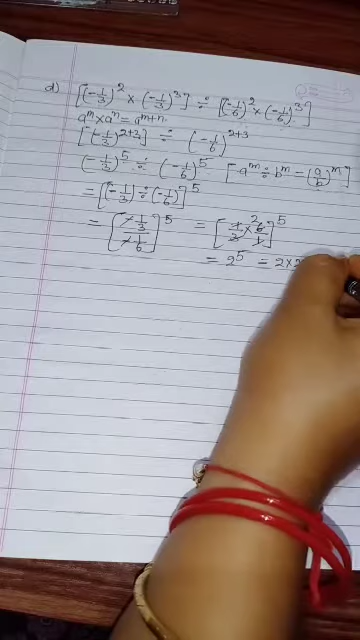 d) [(-1/3)^2 × (-1/3)^3] ÷ [(-1/6)^2 × (-1/6)^3]
a^m × a^n = a^m+n.
[(-1/3)^2+3] ÷ (-1/6)^2+3
(-1/3)^5 ÷ (-1/6)^5 [a^m ÷ b^m = (a/b)^m]
= [(-1/3) ÷ (-1/6)]^5
= [(-1/3)/(-1/6)]^5 = [1/3 × 6/1]^5
= 2^5 = 2×2